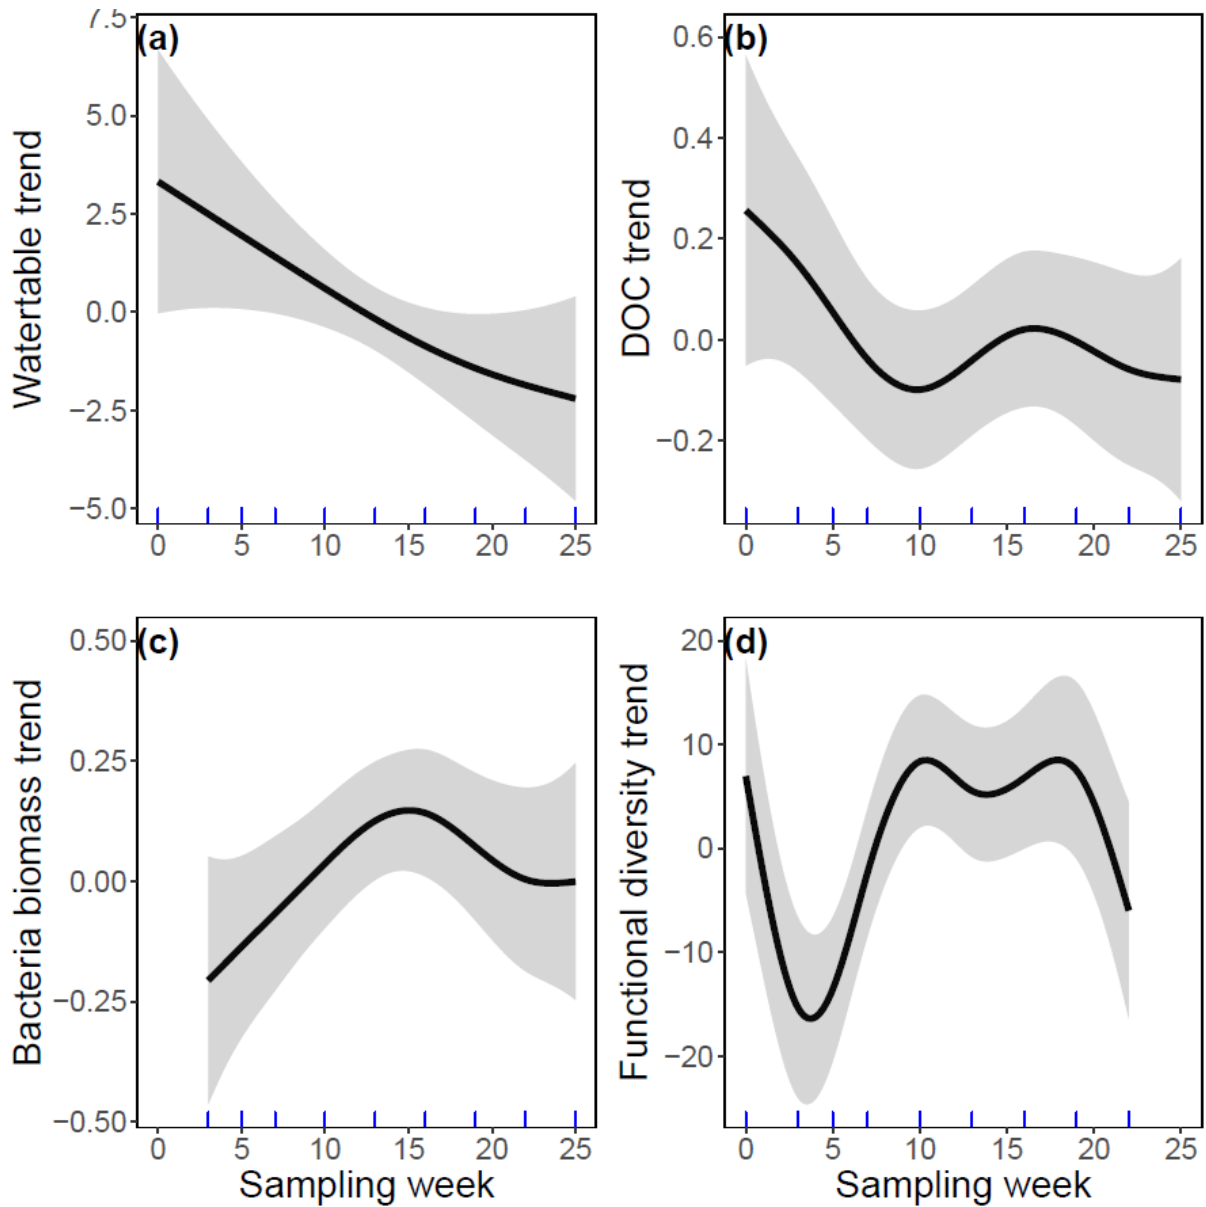 (a)
7.5
5.0
2.5
0.0
−2.5
−5.0
Watertable trend
0 5 10 15 20 25
(b)
0.6
0.4
0.2
0.0
−0.2
DOC trend
0 5 10 15 20 25
(c)
0.50
0.25
0.00
−0.25
−0.50
Bacteria biomass trend
0 5 10 15 20 25
Sampling week
(d)
20
10
0
−10
−20
Functional diversity trend
0 5 10 15 20 25
Sampling week